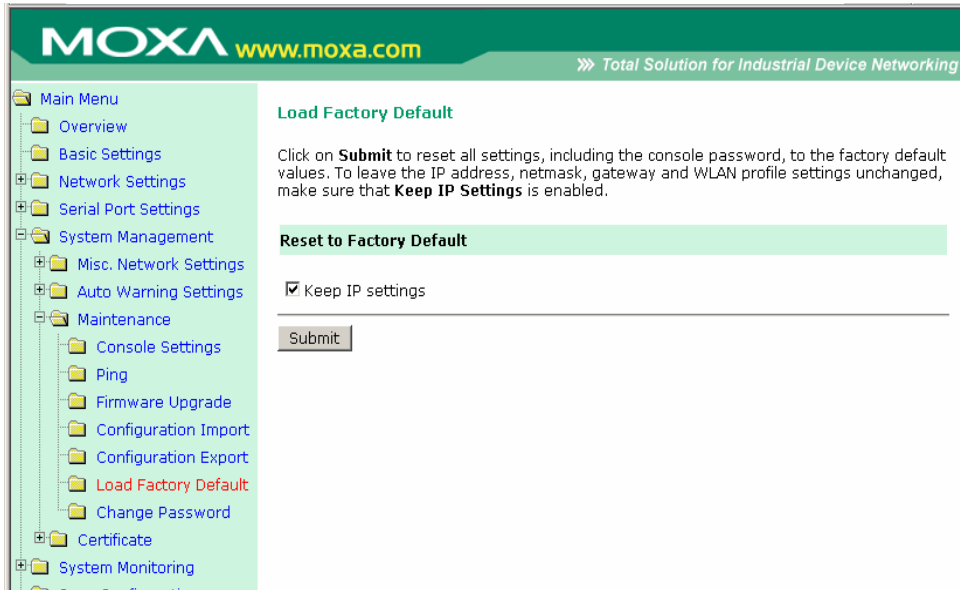 MOXA www.moxa.com
Total Solution for Industrial Device Networking
Main Menu
Overview
Basic Settings
Network Settings
Serial Port Settings
System Management
Misc. Network Settings
Auto Warning Settings
Maintenance
Console Settings
Ping
Firmware Upgrade
Configuration Import
Configuration Export
Load Factory Default
Change Password
Certificate
System Monitoring
Load Factory Default
Click on Submit to reset all settings, including the console password, to the factory default
values. To leave the IP address, netmask, gateway and WLAN profile settings unchanged,
make sure that Keep IP Settings is enabled.
Reset to Factory Default
Keep IP settings
Submit